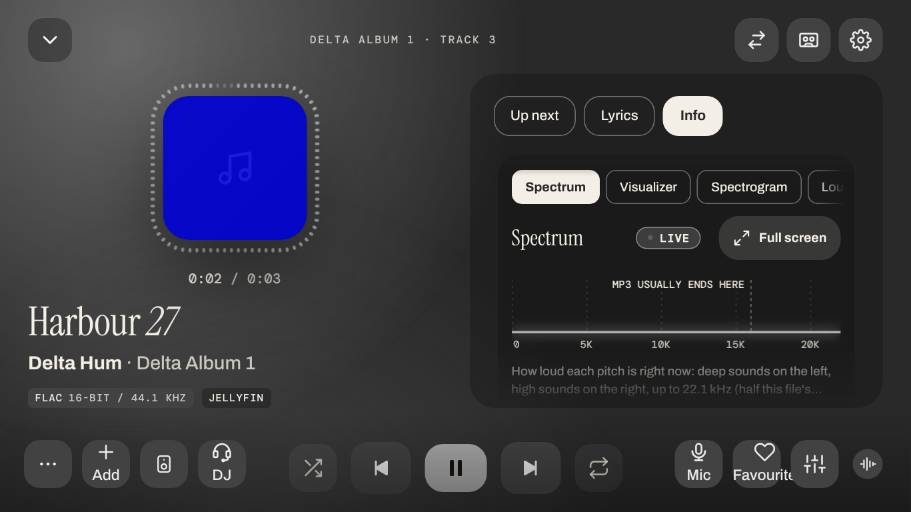 DELTA ALBUM 1 · TRACK 3
Up next
Lyrics
Info
Spectrum
Visualizer
Spectrogram
Lou
Spectrum
LIVE
Full screen
MP3 USUALLY ENDS HERE
0 5K 10K 15K 20K
How loud each pitch is right now: deep sounds on the left,
high sounds on the right, up to 22.1 kHz (half this file's...
0:02 / 0:03
Harbour 27
Delta Hum · Delta Album 1
FLAC 16-BIT / 44.1 KHZ
JELLYFIN
Add
DJ
Mic
Favourite